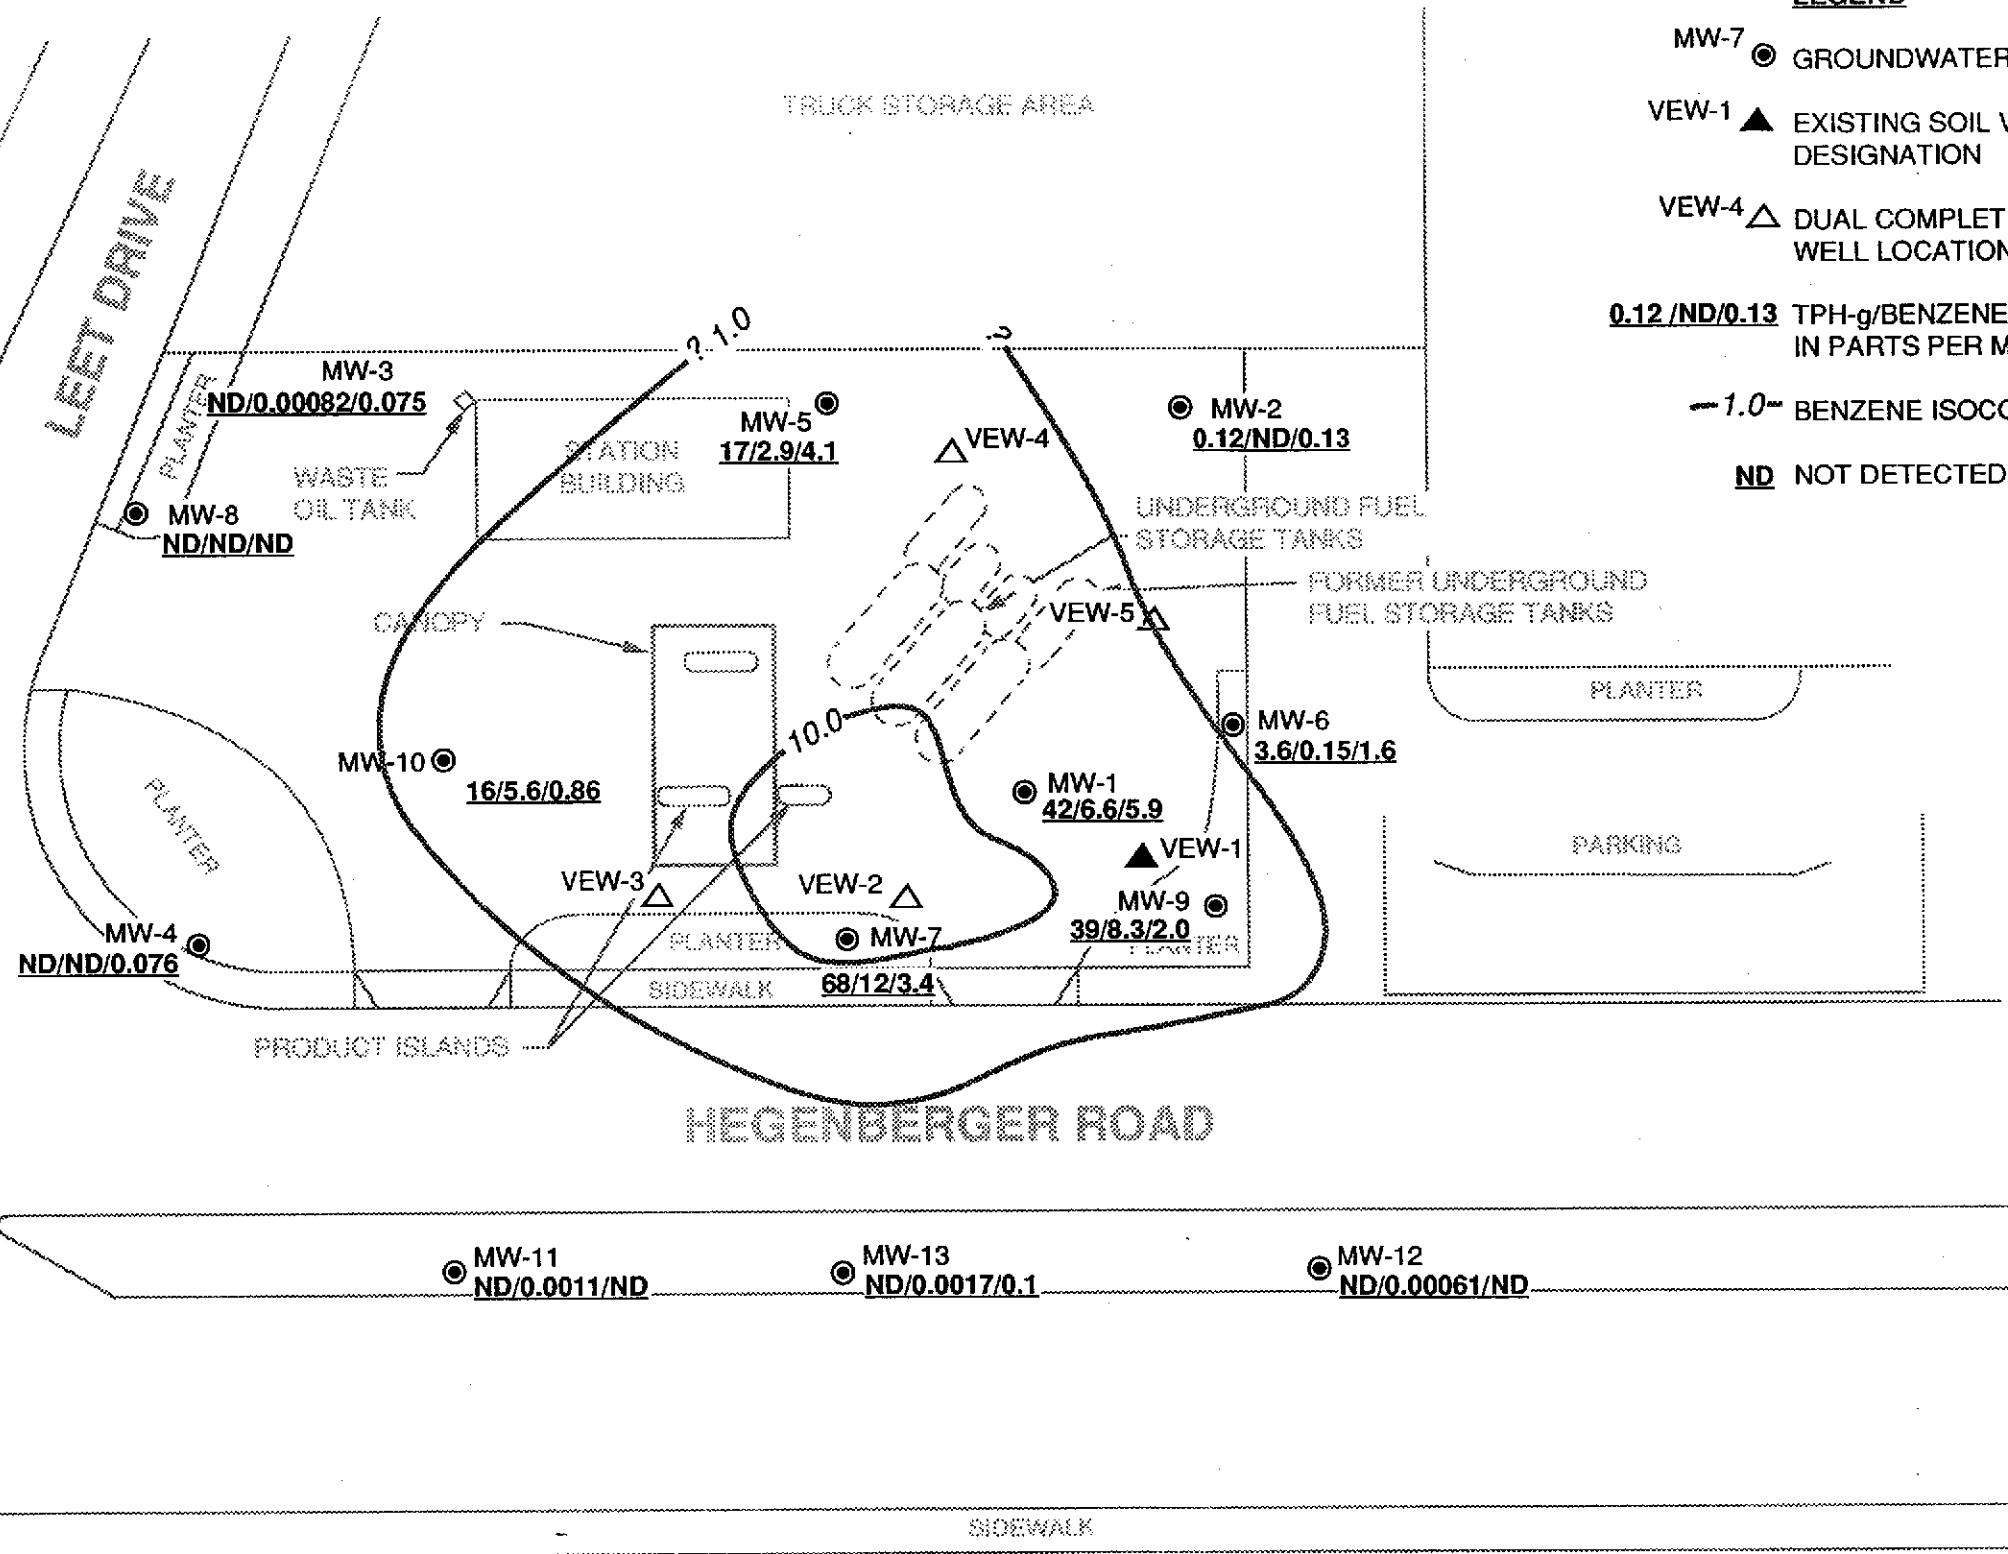 LEGEND
MW-7
GROUNDWATER
VEW-1
EXISTING SOIL V
DESIGNATION
VEW-4
DUAL COMPLET
WELL LOCATION
0.12 /ND/0.13
TPH-g/BENZENE
IN PARTS PER M
1.0
BENZENE ISOCO
ND
NOT DETECTED
TRUCK STORAGE AREA
LEET DRIVE
? 1.0
?
MW-3
ND/0.00082/0.075
PLANTER
MW-5
17/2.9/4.1
VEW-4
MW-2
0.12/ND/0.13
STATION
BUILDING
WASTE
OIL TANK
MW-8
ND/ND/ND
UNDERGROUND FUEL
STORAGE TANKS
FORMER UNDERGROUND
FUEL STORAGE TANKS
CANOPY
VEW-5
PLANTER
10.0
MW-6
3.6/0.15/1.6
MW-10
16/5.6/0.86
MW-1
42/6.6/5.9
PLANTER
PARKING
VEW-1
VEW-3
VEW-2
MW-9
39/8.3/2.0
PLANTER
MW-4
ND/ND/0.076
PLANTER
MW-7
68/12/3.4
SIDEWALK
PRODUCT ISLANDS
HEGENBERGER ROAD
MW-11
ND/0.0011/ND
MW-13
ND/0.0017/0.1
MW-12
ND/0.00061/ND
SIDEWALK